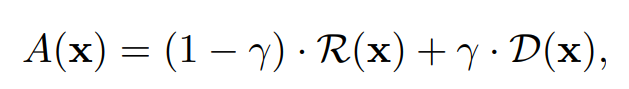 A(x) = (1 − γ) · R(x) + γ · D(x),